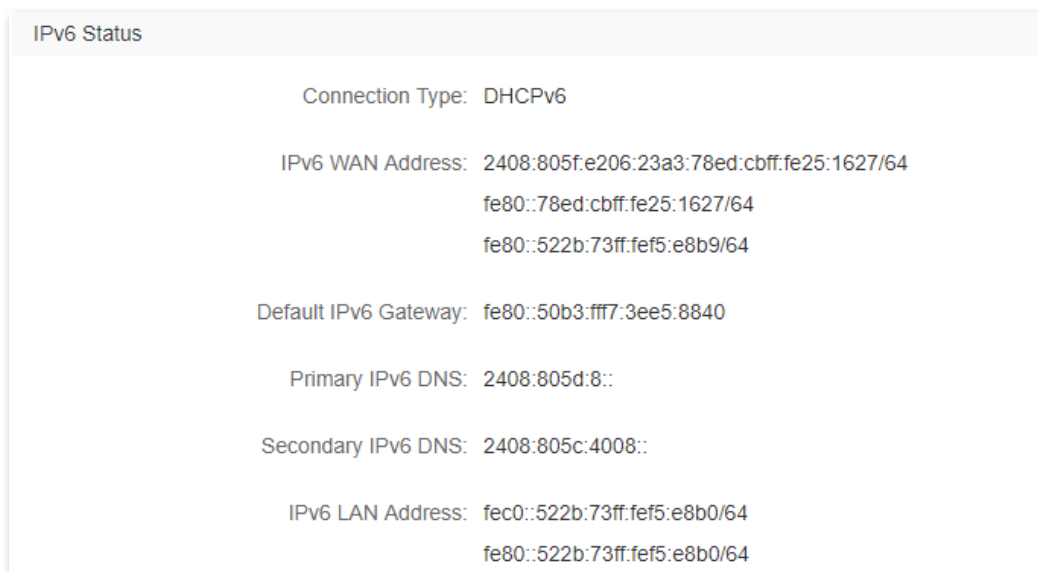 IPv6 Status
Connection Type: DHCPv6
IPv6 WAN Address: 2408:805f:e206:23a3:78ed:cbff:fe25:1627/64
fe80::78ed:cbff:fe25:1627/64
fe80::522b:73ff:fef5:e8b9/64
Default IPv6 Gateway: fe80::50b3:fff7:3ee5:8840
Primary IPv6 DNS: 2408:805d:8::
Secondary IPv6 DNS: 2408:805c:4008::
IPv6 LAN Address: fec0::522b:73ff:fef5:e8b0/64
fe80::522b:73ff:fef5:e8b0/64